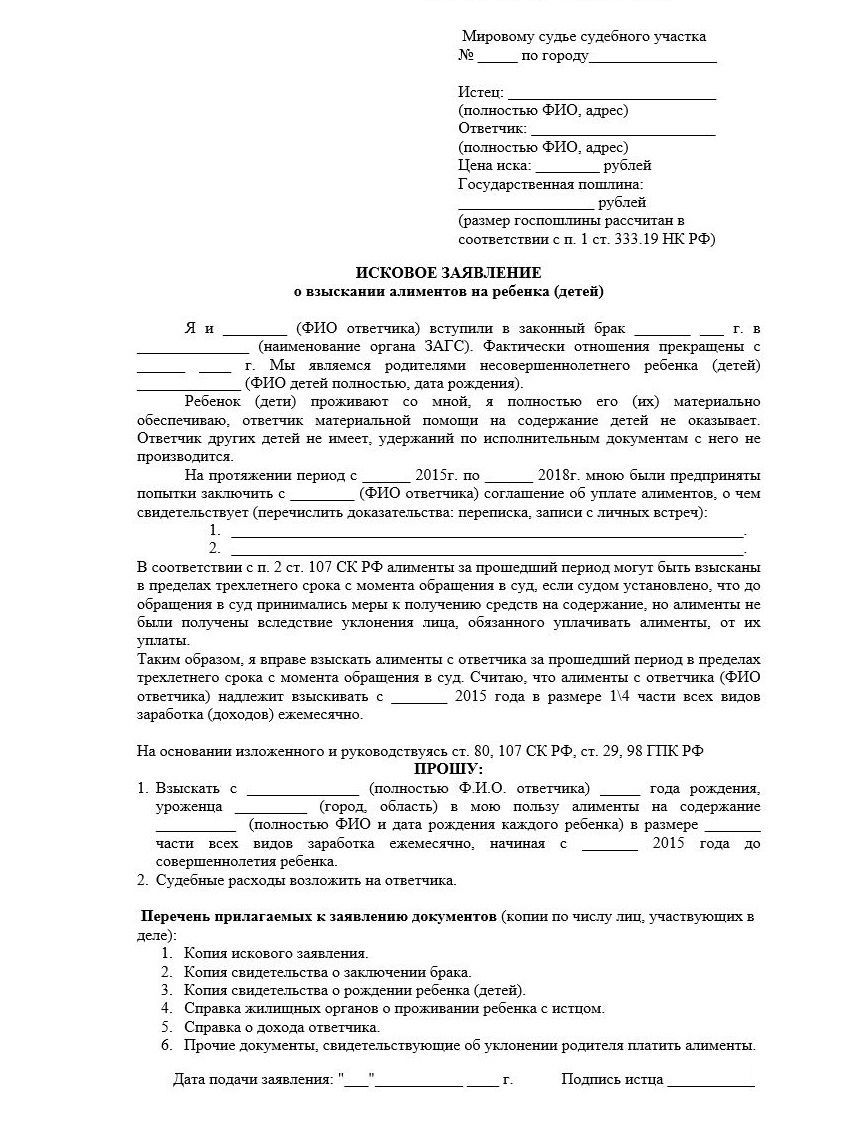 Мировому судье судебного участка
№ _____ по городу________________
Истец: __________________________
(полностью ФИО, адрес)
Ответчик: _______________________
(полностью ФИО, адрес)
Цена иска: ________ рублей
Государственная пошлина:
_________________ рублей
(размер госпошлины рассчитан в
соответствии с п. 1 ст. 333.19 НК РФ)
ИСКОВОЕ ЗАЯВЛЕНИЕ
о взыскании алиментов на ребенка (детей)
Я и ________ (ФИО ответчика) вступили в законный брак _______ ___ г. в
______________ (наименование органа ЗАГС). Фактически отношения прекращены с
______ ____ г. Мы являемся родителями несовершеннолетнего ребенка (детей)
_____________ (ФИО детей полностью, дата рождения).
Ребенок (дети) проживают со мной, я полностью его (их) материально
обеспечиваю, ответчик материальной помощи на содержание детей не оказывает.
Ответчик других детей не имеет, удержаний по исполнительным документам с него не
производится.
На протяжении период с ______ 2015г. по ______ 2018г. мною были предприняты
попытки заключить с ________ (ФИО ответчика) соглашение об уплате алиментов, о чем
свидетельствует (перечислить доказательства: переписка, записи с личных встреч):
1. ________________________________________________________________.
2. ________________________________________________________________.
В соответствии с п. 2 ст. 107 СК РФ алименты за прошедший период могут быть взысканы
в пределах трехлетнего срока с момента обращения в суд, если судом установлено, что до
обращения в суд принимались меры к получению средств на содержание, но алименты не
были получены вследствие уклонения лица, обязанного уплачивать алименты, от их
уплаты.
Таким образом, я вправе взыскать алименты с ответчика за прошедший период в пределах
трехлетнего срока с момента обращения в суд. Считаю, что алименты с ответчика (ФИО
ответчика) надлежит взыскивать с _______ 2015 года в размере 1\4 части всех видов
заработка (доходов) ежемесячно.
На основании изложенного и руководствуясь ст. 80, 107 СК РФ, ст. 29, 98 ГПК РФ
ПРОШУ:
1. Взыскать с ______________ (полностью Ф.И.О. ответчика) _____ года рождения,
уроженца _________ (город, область) в мою пользу алименты на содержание
__________ (полностью ФИО и дата рождения каждого ребенка) в размере _______
части всех видов заработка ежемесячно, начиная с _______ 2015 года до
совершеннолетия ребенка.
2. Судебные расходы возложить на ответчика.
Перечень прилагаемых к заявлению документов (копии по числу лиц, участвующих в
деле):
1. Копия искового заявления.
2. Копия свидетельства о заключении брака.
3. Копия свидетельства о рождении ребенка (детей).
4. Справка жилищных органов о проживании ребенка с истцом.
5. Справка о дохода ответчика.
6. Прочие документы, свидетельствующие об уклонении родителя платить алименты.
Дата подачи заявления: "___"___________ ____ г. Подпись истца ___________